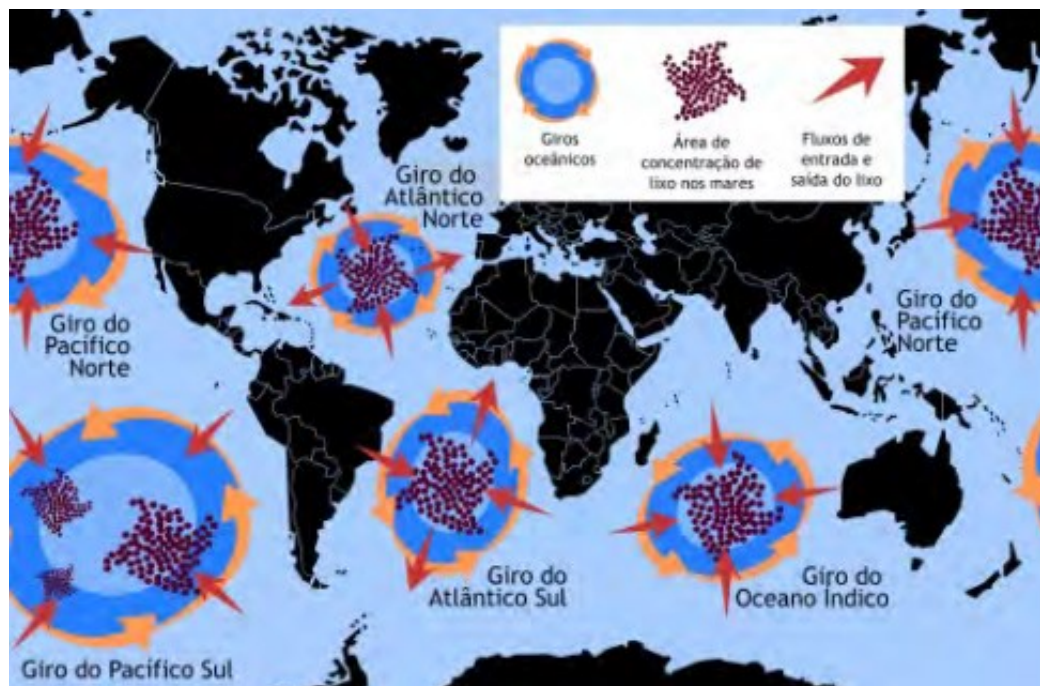 Giros
oceânicos
Área de
concentração de
lixo nos mares
Fluxos de
entrada e
saída do lixo
Giro do
Atlântico
Norte
Giro do
Pacífico
Norte
Giro do
Pacífico
Norte
Giro do
Atlântico Sul
Giro do
Oceano Índico
Giro do Pacífico Sul